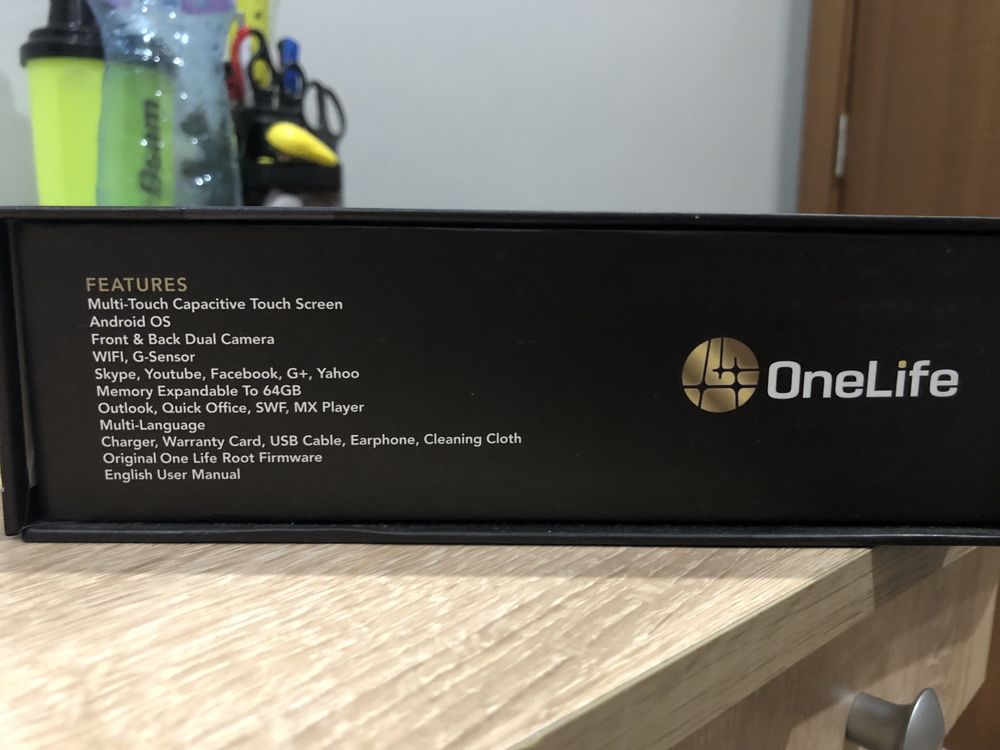 FEATURES
Multi-Touch Capacitive Touch Screen
Android OS
Front & Back Dual Camera
WIFI, G-Sensor
Skype, Youtube, Facebook, G+, Yahoo
Memory Expandable To 64GB
Outlook, Quick Office, SWF, MX Player
Multi-Language
Charger, Warranty Card, USB Cable, Earphone, Cleaning Cloth
Original One Life Root Firmware
English User Manual
OneLife